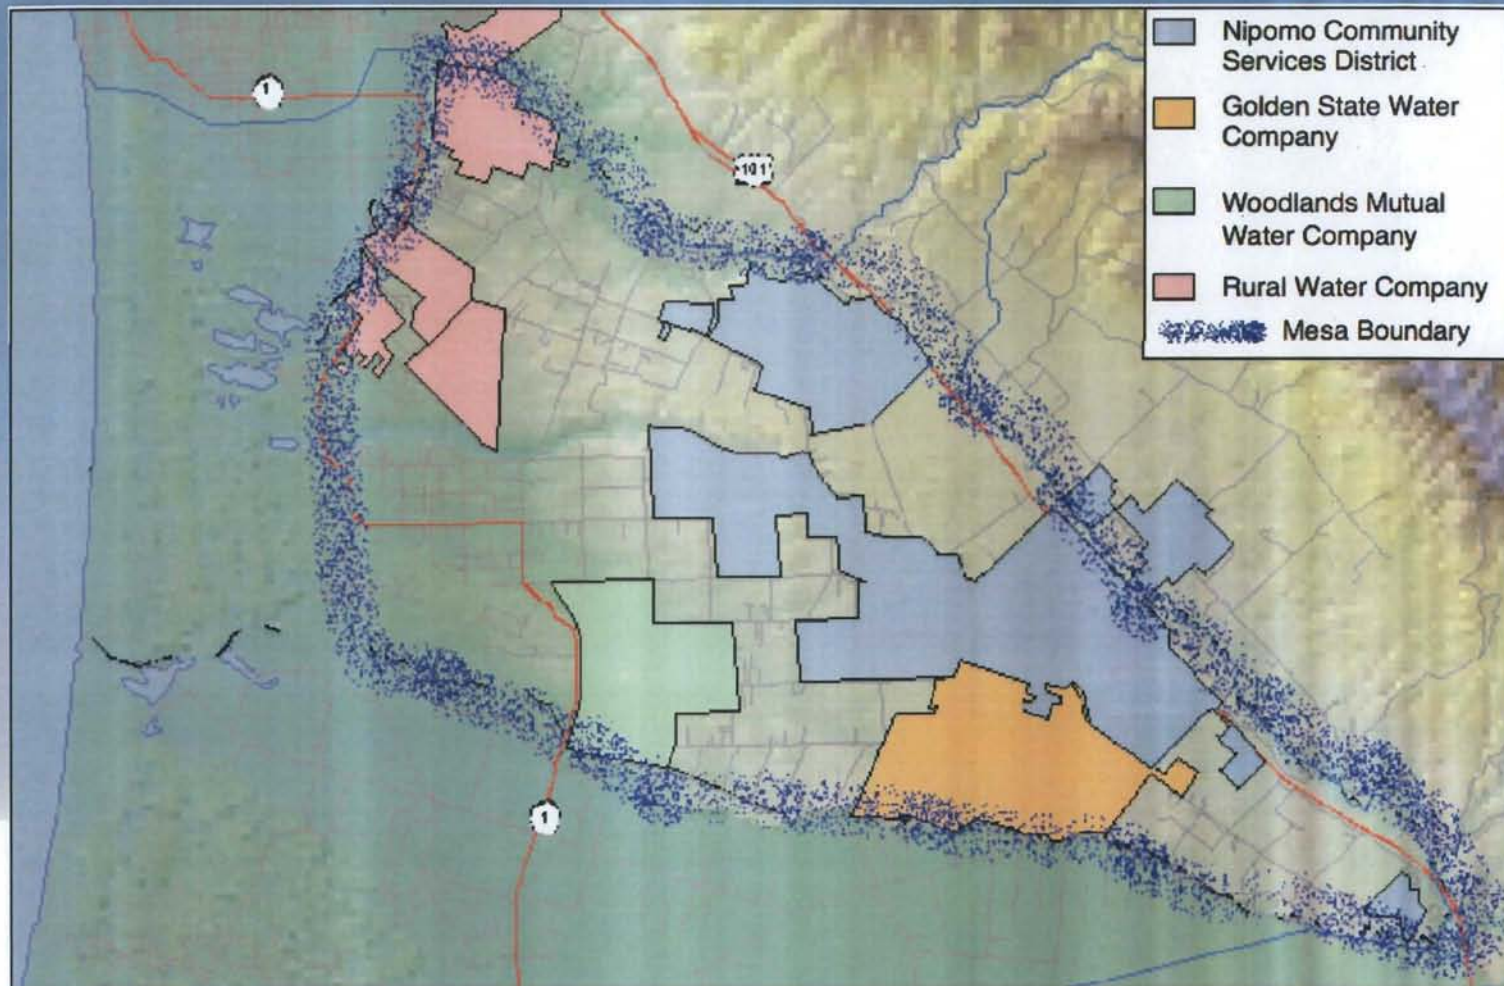 Nipomo Community
Services District
Golden State Water
Company
Woodlands Mutual
Water Company
Rural Water Company
Mesa Boundary
1
101
1